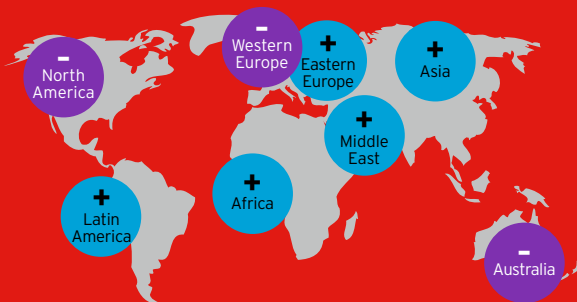 -
North
America
-
Western
Europe
+
Eastern
Europe
+
Asia
+
Middle
East
+
Africa
+
Latin
America
-
Australia